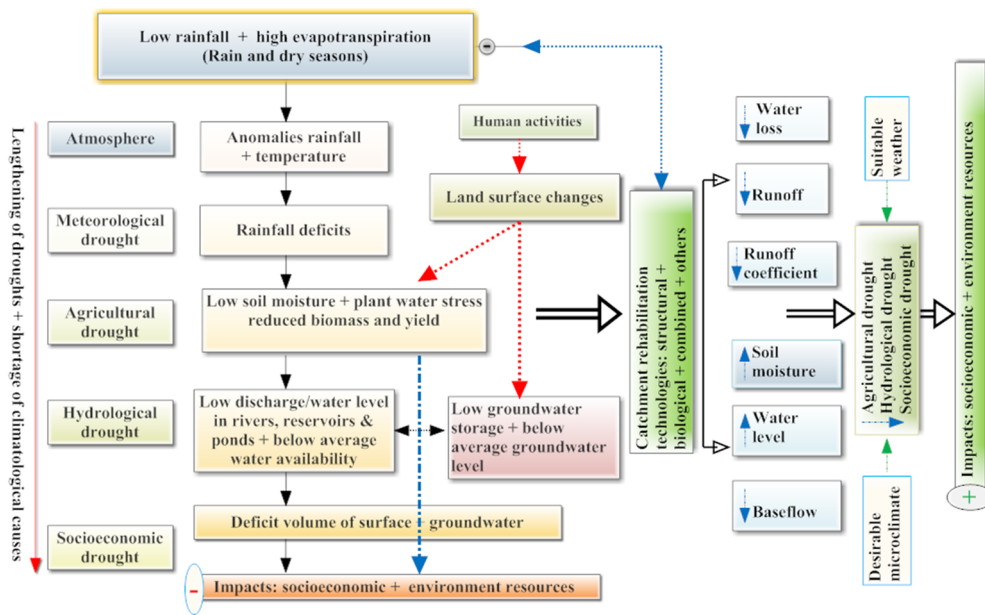 Low rainfall + high evapotranspiration
(Rain and dry seasons)
Lengthening of droughts + shortage of climatological causes
Atmosphere
Meteorological
drought
Agricultural
drought
Hydrological
drought
Socioeconomic
drought
Anomalies rainfall
+ temperature
Rainfall deficits
Low soil moisture + plant water stress
reduced biomass and yield
Low discharge/water level
in rivers, reservoirs &
ponds + below average
water availability
Deficit volume of surface + groundwater
Impacts: socioeconomic + environment resources
Human activities
Land surface changes
Low groundwater
storage + below
average groundwater
level
Catchment rehabilitation
technologies: structural +
biological + combined + others
Water
loss
Runoff
Runoff
coefficient
Soil
moisture
Water
level
Baseflow
Suitable
weather
Agricultural drought
Hydrological drought
Socioeconomic drought
Desirable
microclimate
Impacts: socioeconomic + environment resources